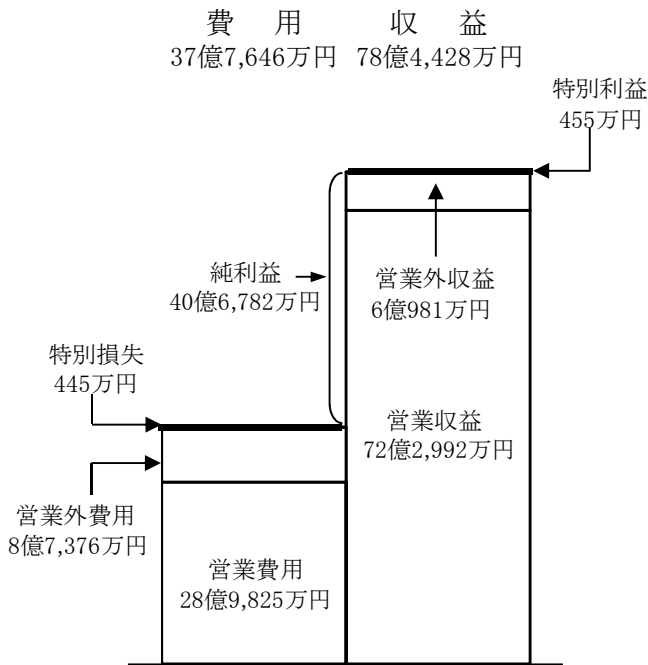 費用 収益
37億7,646万円 78億4,428万円
特別利益
455万円
純利益
40億6,782万円
営業外収益
6億981万円
特別損失
445万円
営業収益
72億2,992万円
営業外費用
8億7,376万円
営業費用
28億9,825万円